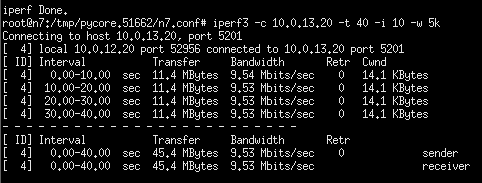 iperf Done.
root@n7:/tmp/pycore.51662/n7.conf# iperf3 -c 10.0.13.20 -t 40 -i 10 -w 5k
Connecting to host 10.0.13.20, port 5201
[  4] local 10.0.12.20 port 52956 connected to 10.0.13.20 port 5201
[ ID] Interval           Transfer     Bandwidth       Retr  Cwnd
[  4]   0.00-10.00  sec  11.4 MBytes  9.54 Mbits/sec    0   14.1 KBytes
[  4]  10.00-20.00  sec  11.4 MBytes  9.53 Mbits/sec    0   14.1 KBytes
[  4]  20.00-30.00  sec  11.4 MBytes  9.53 Mbits/sec    0   14.1 KBytes
[  4]  30.00-40.00  sec  11.4 MBytes  9.53 Mbits/sec    0   14.1 KBytes
- - - - - - - - - - - - - - - - - - - - - - - - -
[ ID] Interval           Transfer     Bandwidth       Retr
[  4]   0.00-40.00  sec  45.4 MBytes  9.53 Mbits/sec    0             sender
[  4]   0.00-40.00  sec  45.4 MBytes  9.53 Mbits/sec                  receiver